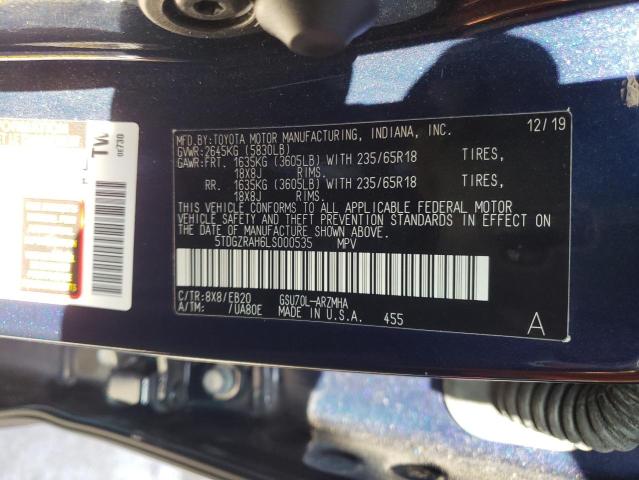 MFD. BY: TOYOTA MOTOR MANUFACTURING, INDIANA, INC. 12/19
GVWR: 2645KG (5830LB)
GAWR: FRT. 1635KG (3605LB) WITH 235/65R18 TIRES,
18X8J RIMS.
RR. 1635KG (3605LB) WITH 235/65R18 TIRES,
18X8J RIMS.
THIS VEHICLE CONFORMS TO ALL APPLICABLE FEDERAL MOTOR
VEHICLE SAFETY AND THEFT PREVENTION STANDARDS IN EFFECT ON
THE DATE OF MANUFACTURE SHOWN ABOVE.
5TDGZRAH6LS000535 MPV
C/TR: 8X8/EB20 GSU70L-ARZMHA
A/TM: /UA80E MADE IN U.S.A. 455 A
TW
0E730